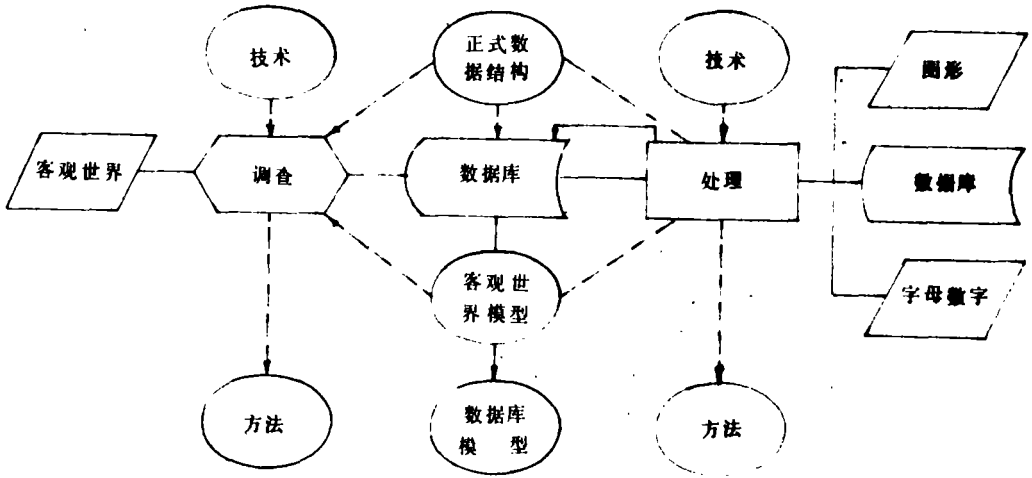 技术
正式数
据结构
技术
图形
客观世界
调查
数据库
处理
数据库
客观世
界模型
字母数字
方法
数据库
模型
方法